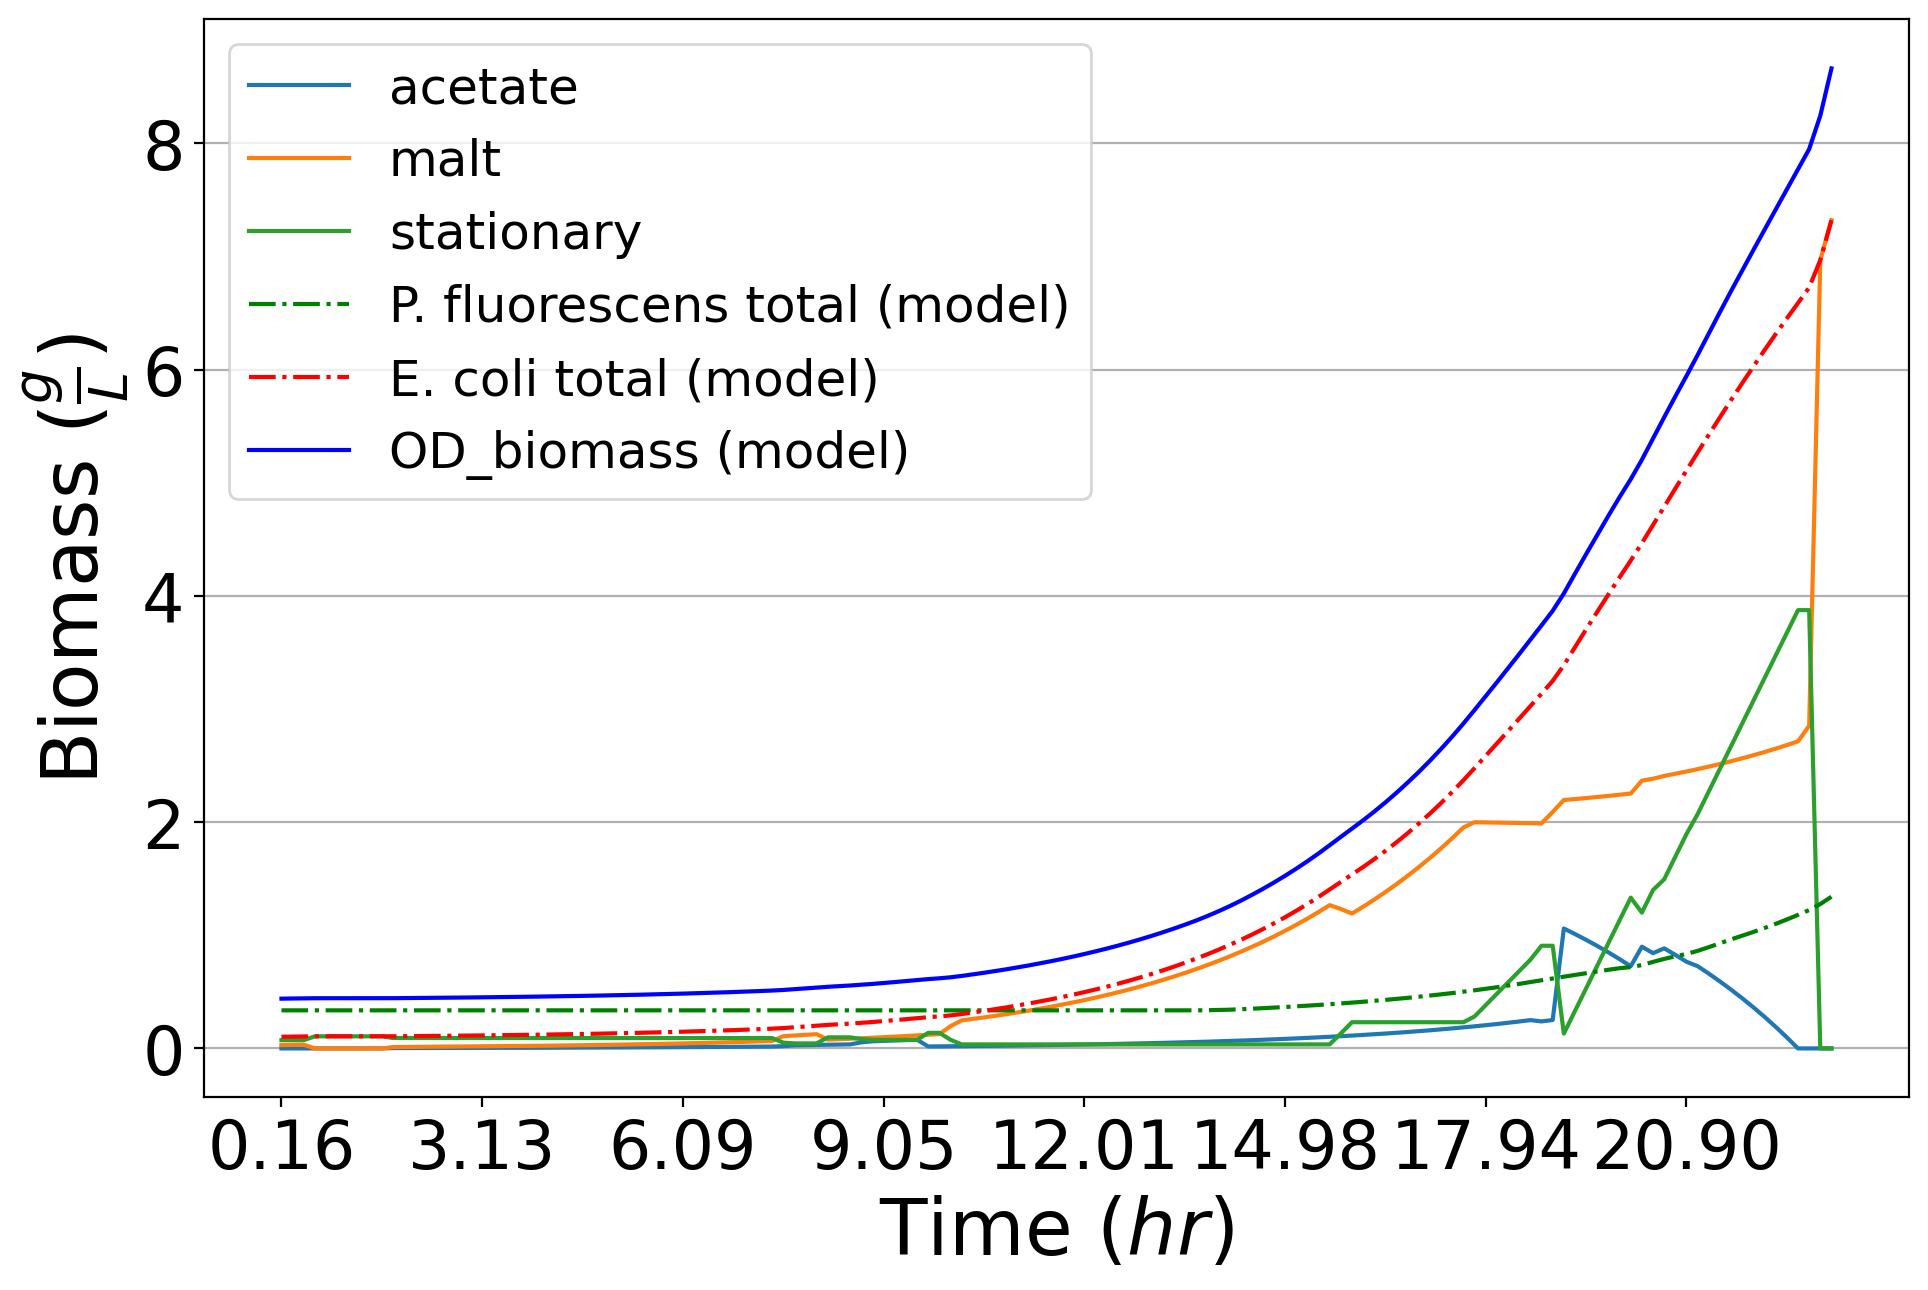 acetate
malt
stationary
P. fluorescens total (model)
E. coli total (model)
OD_biomass (model)
8
6
4
2
0
Biomass (g/L)
0.16 3.13 6.09 9.05 12.01 14.98 17.94 20.90
Time (hr)